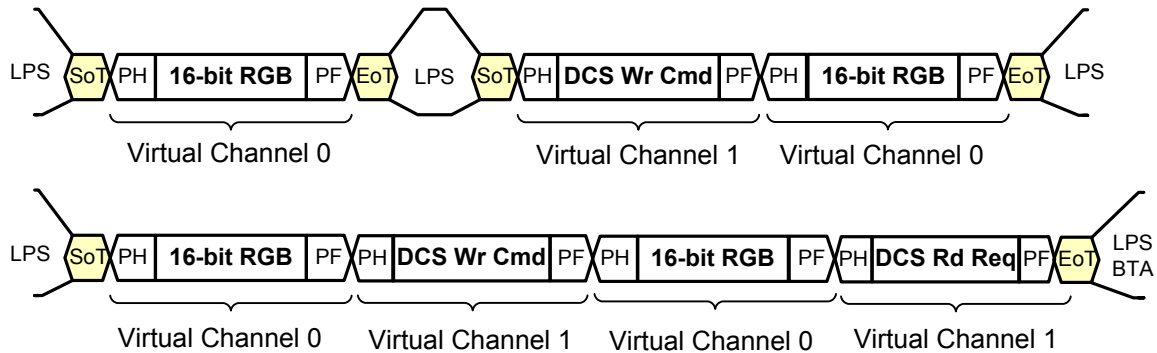 LPS SoT PH 16-bit RGB PF EoT LPS SoT PH DCS Wr Cmd PF PH 16-bit RGB PF EoT LPS
Virtual Channel 0 Virtual Channel 1 Virtual Channel 0
LPS SoT PH 16-bit RGB PF PH DCS Wr Cmd PF PH 16-bit RGB PF PH DCS Rd Req PF EoT LPS
BTA
Virtual Channel 0 Virtual Channel 1 Virtual Channel 0 Virtual Channel 1